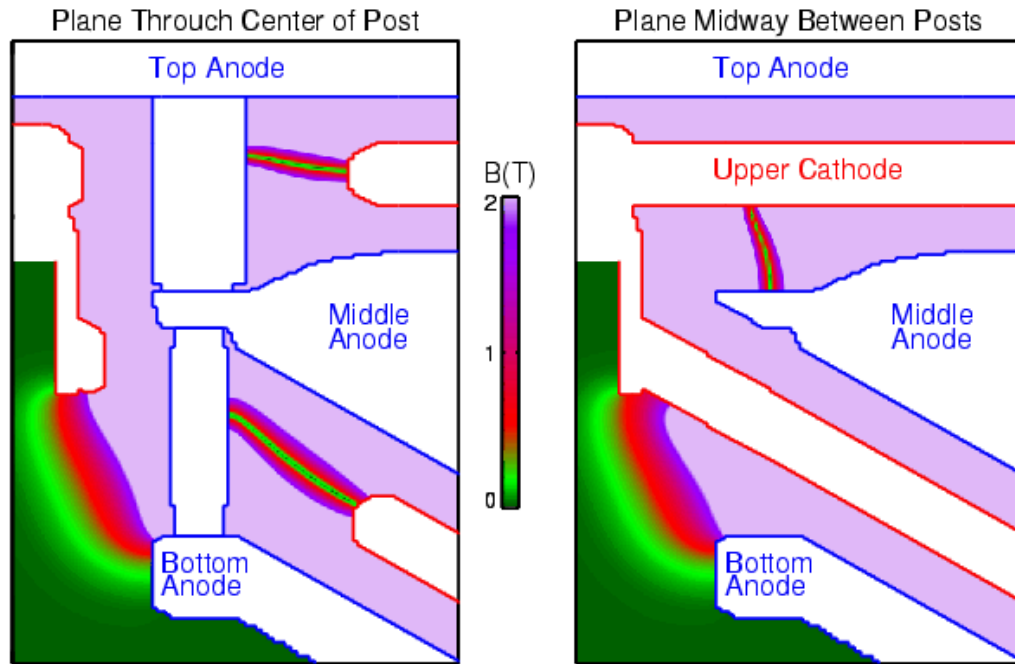 Plane Throuch Center of Post
Plane Midway Between Posts
Top Anode
Top Anode
B(T)
2
1
0
Upper Cathode
Middle
Anode
Middle
Anode
Bottom
Anode
Bottom
Anode